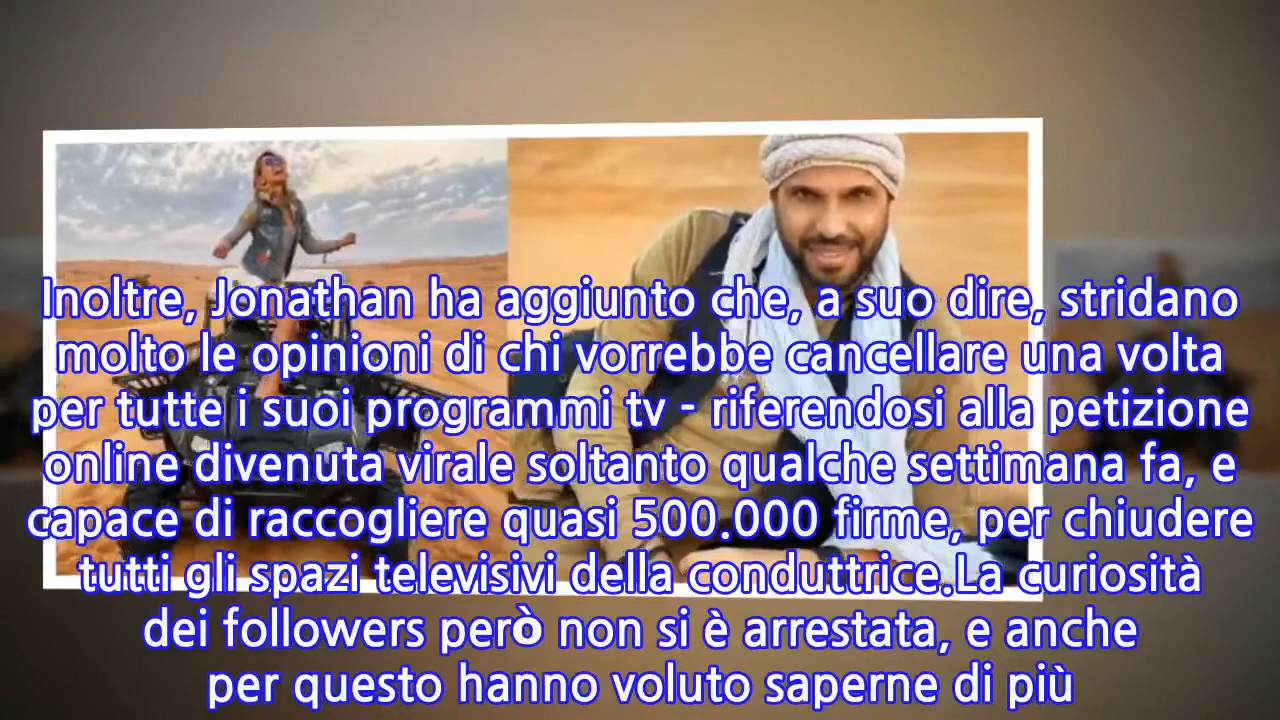 Inoltre, Jonathan ha aggiunto che, a suo dire, stridano
molto le opinioni di chi vorrebbe cancellare una volta
per tutte i suoi programmi tv - riferendosi alla petizione
online divenuta virale soltanto qualche settimana fa, e
capace di raccogliere quasi 500.000 firme, per chiudere
tutti gli spazi televisivi della conduttrice.La curiosità
dei followers però non si è arrestata, e anche
per questo hanno voluto saperne di più